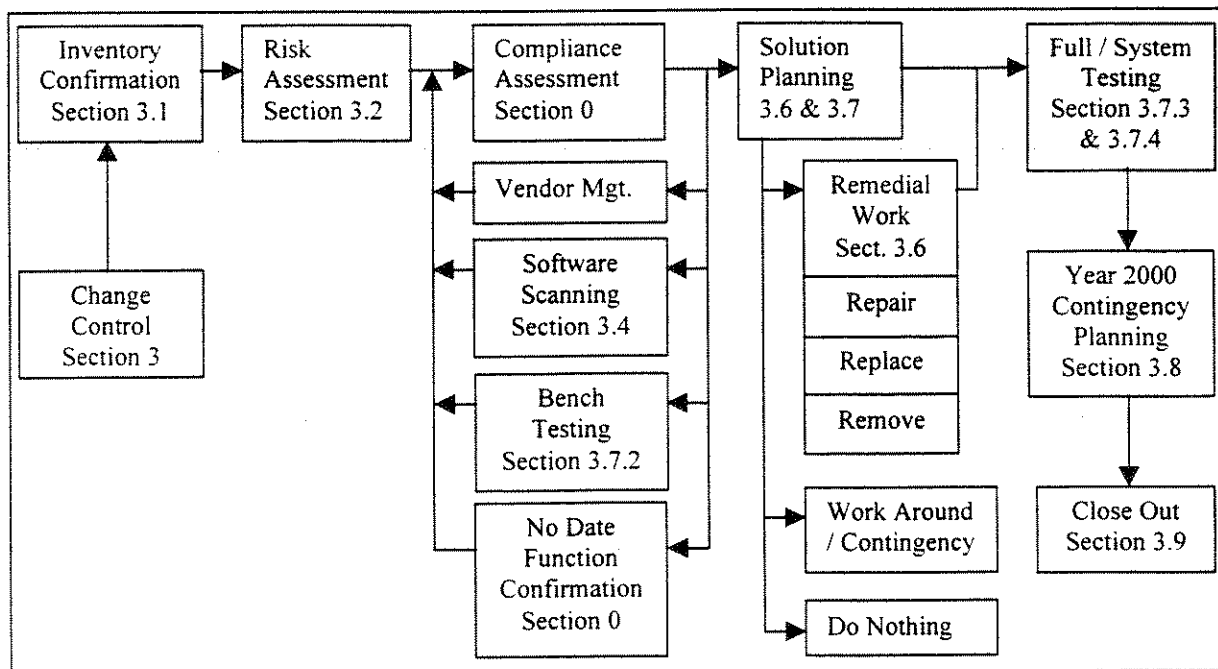 Inventory
Confirmation
Section 3.1
Risk
Assessment
Section 3.2
Compliance
Assessment
Section 0
Solution
Planning
3.6 & 3.7
Full / System
Testing
Section 3.7.3
& 3.7.4
Change
Control
Section 3
Vendor Mgt.
Software
Scanning
Section 3.4
Bench
Testing
Section 3.7.2
No Date
Function
Confirmation
Section 0
Remedial
Work
Sect. 3.6
Repair
Replace
Remove
Work Around
/ Contingency
Do Nothing
Year 2000
Contingency
Planning
Section 3.8
Close Out
Section 3.9